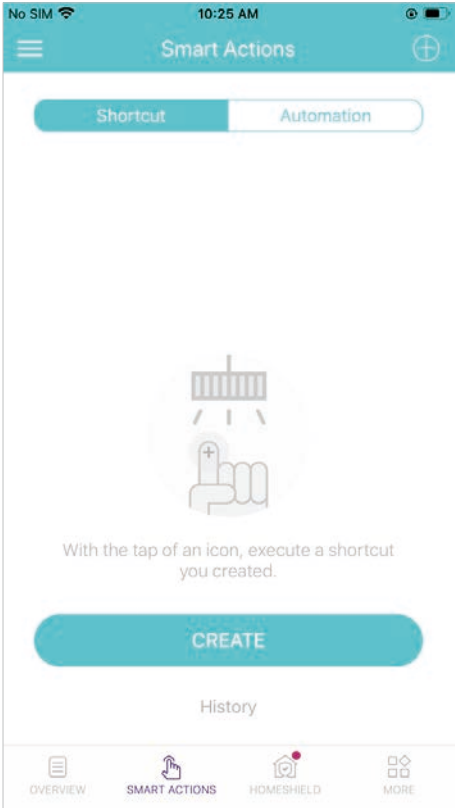 No SIM 10:25 AM
Smart Actions
Shortcut Automation
With the tap of an icon, execute a shortcut
you created.
CREATE
History
OVERVIEW SMART ACTIONS HOMESHIELD MORE